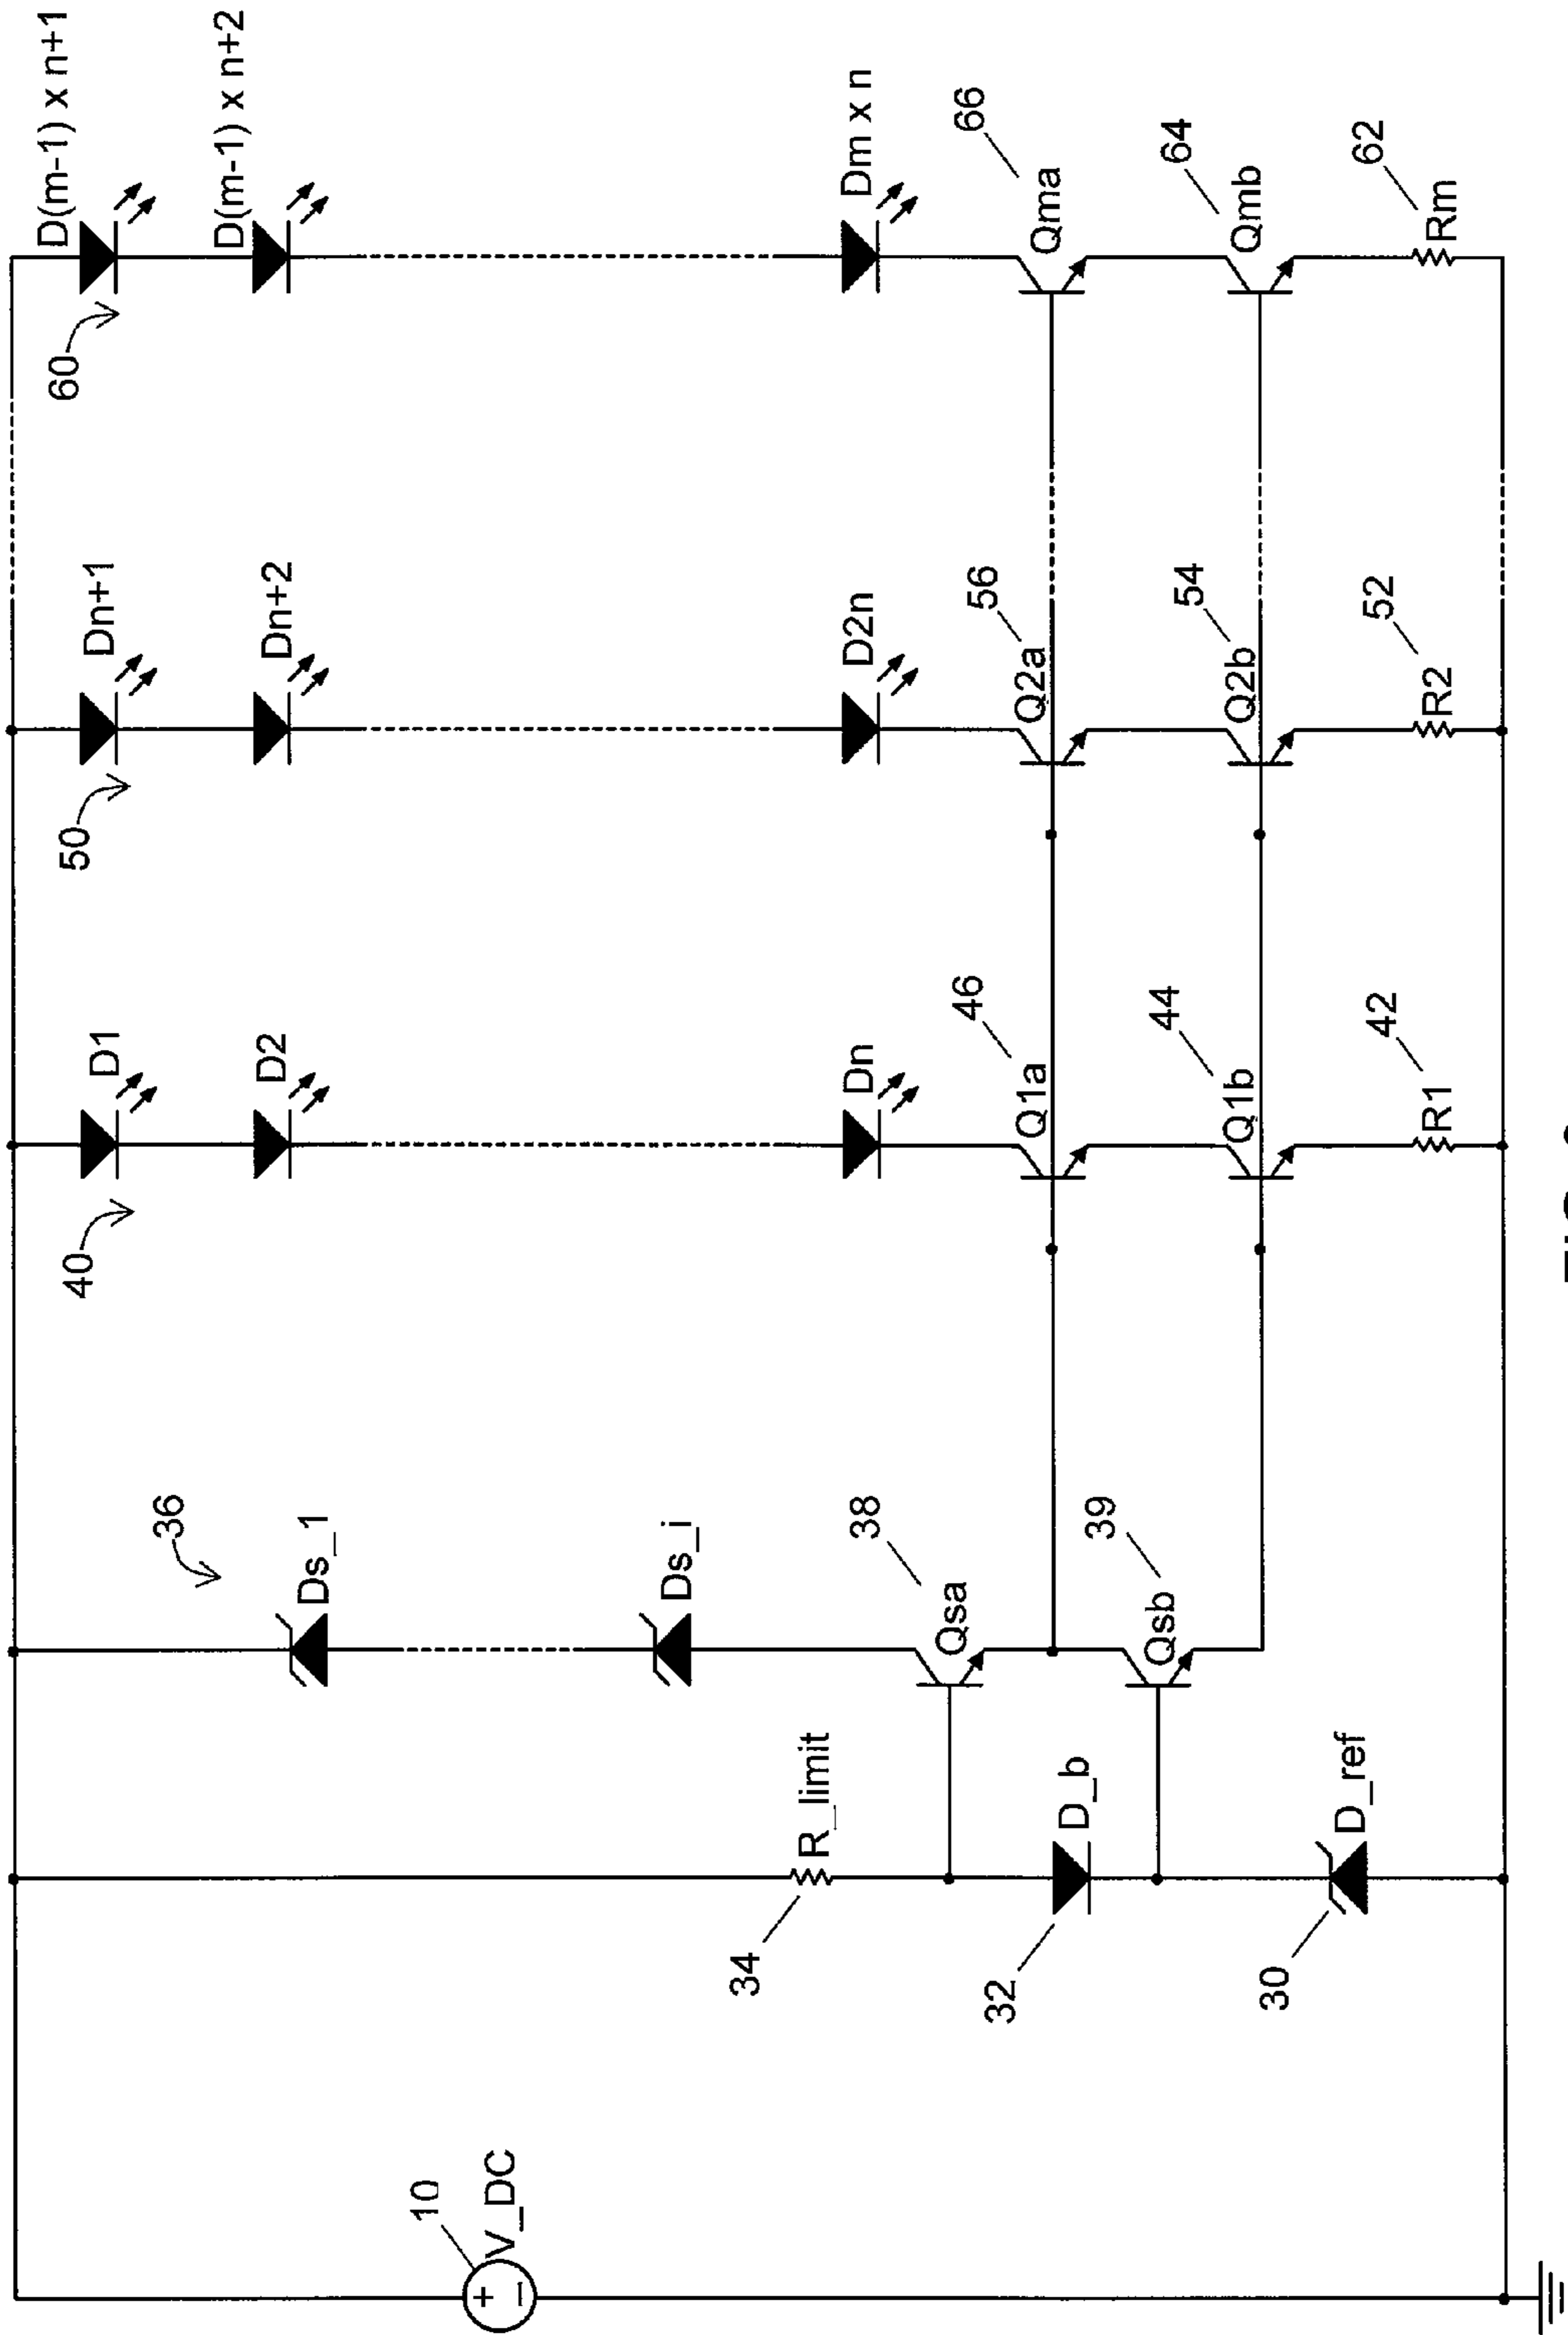 10
V_DC
34
R_limit
32
D_b
30
D_ref
36
Ds_1
Ds_i
38
Qsa
39
Qsb
40
D1
D2
Dn
46
Q1a
44
Q1b
42
R1
50
Dn+1
Dn+2
D2n
56
Q2a
54
Q2b
52
R2
60
D(m-1) x n+1
D(m-1) x n+2
Dm x n
66
Qma
64
Qmb
62
Rm